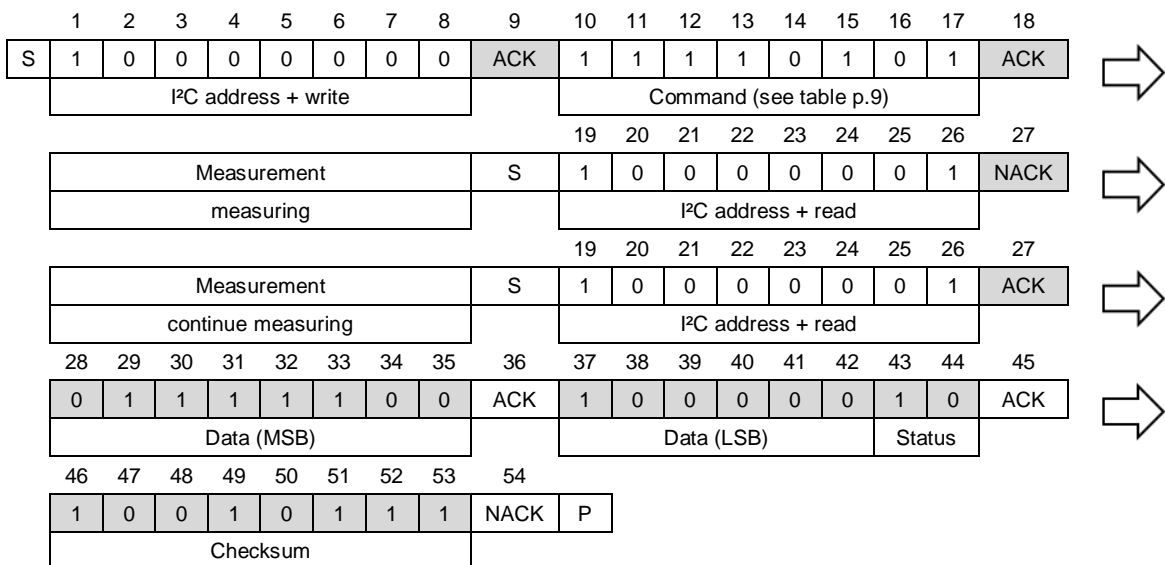 1 2 3 4 5 6 7 8 9 10 11 12 13 14 15 16 17 18
S 1 0 0 0 0 0 0 0 ACK 1 1 1 1 0 1 0 1 ACK
I²C address + write Command (see table p.9)
19 20 21 22 23 24 25 26 27
Measurement S 1 0 0 0 0 0 0 1 NACK
measuring I²C address + read
19 20 21 22 23 24 25 26 27
Measurement S 1 0 0 0 0 0 0 1 ACK
continue measuring I²C address + read
28 29 30 31 32 33 34 35 36 37 38 39 40 41 42 43 44 45
0 1 1 1 1 1 0 0 ACK 1 0 0 0 0 0 1 0 ACK
Data (MSB) Data (LSB) Status
46 47 48 49 50 51 52 53 54
1 0 0 1 0 1 1 1 NACK P
Checksum